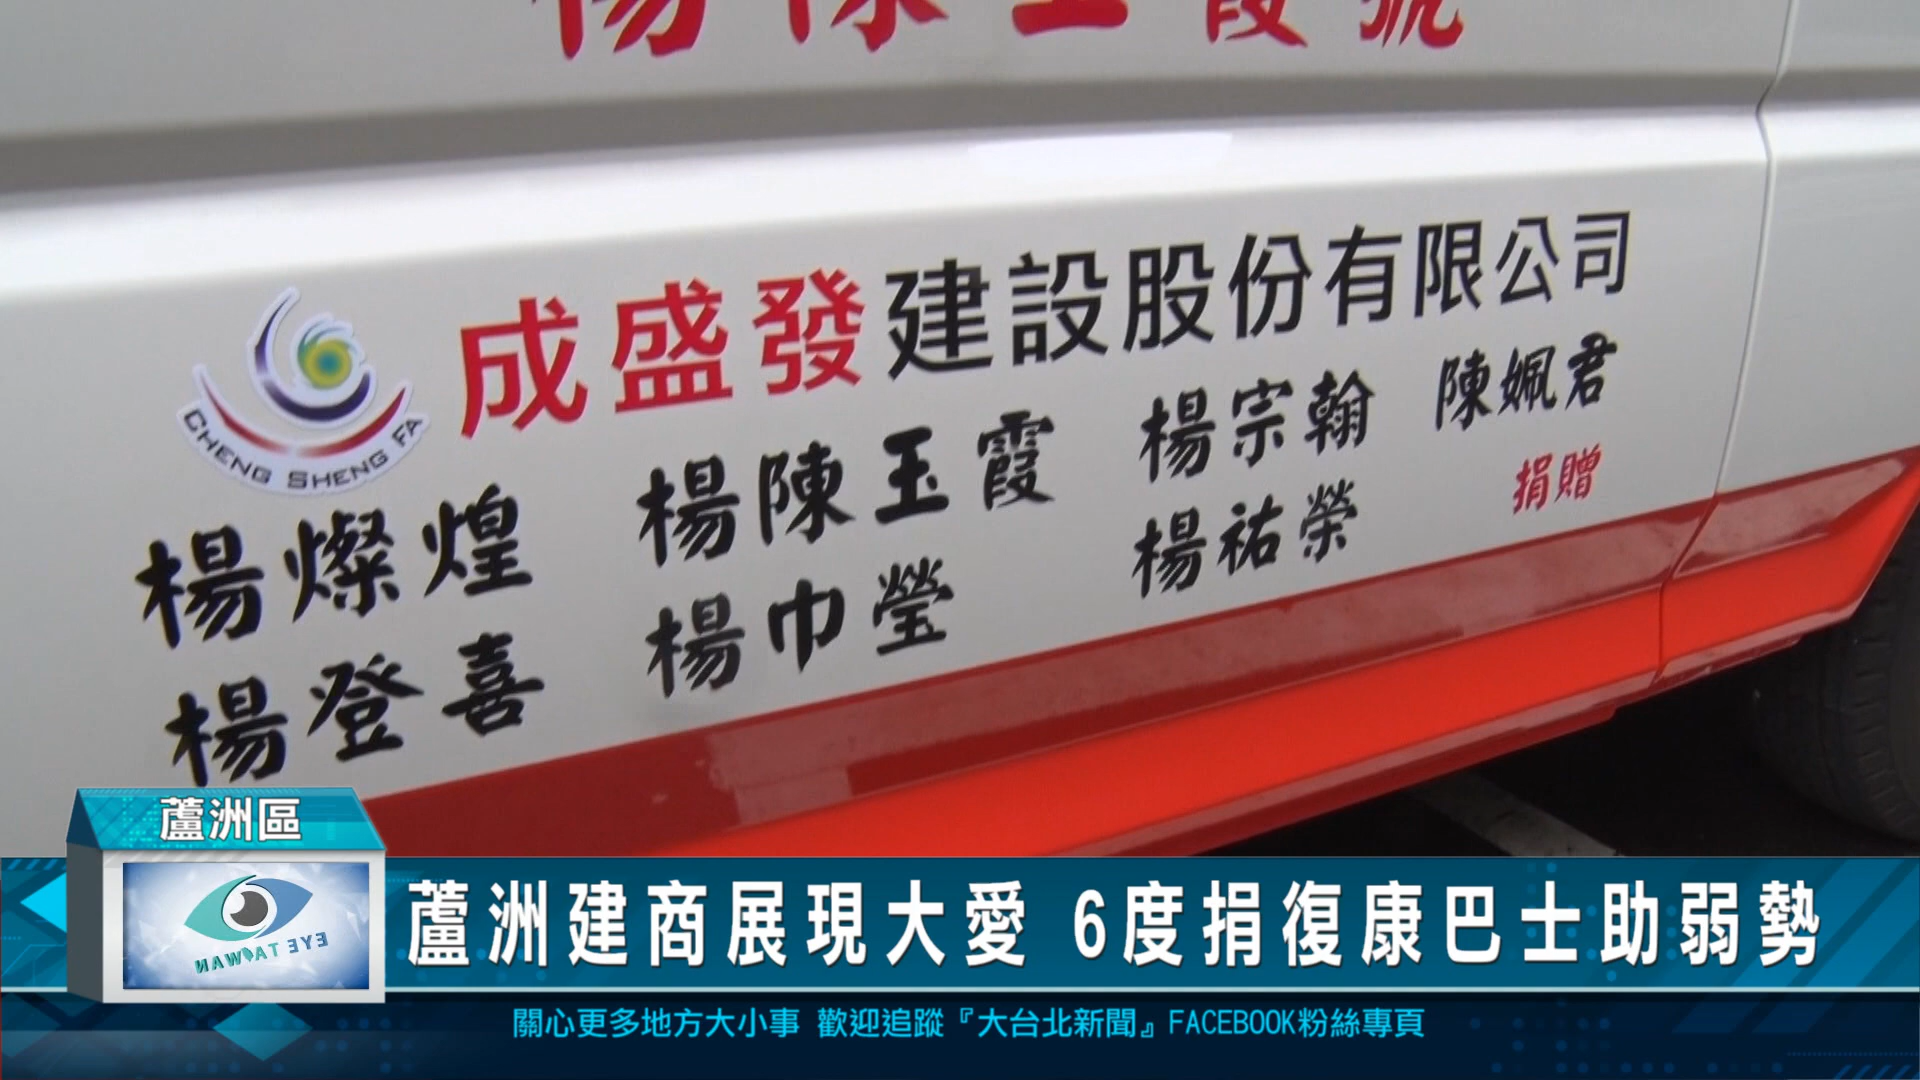 楊陳玉霞號
成盛發建設股份有限公司
CHENG SHENG FA
楊燦煌 楊陳玉霞 楊宗翰 陳姵君
楊登喜 楊巾瑩 楊祐榮 捐贈
蘆洲區
蘆洲建商展現大愛 6度捐復康巴士助弱勢
關心更多地方大小事 歡迎追蹤『大台北新聞』FACEBOOK粉絲專頁